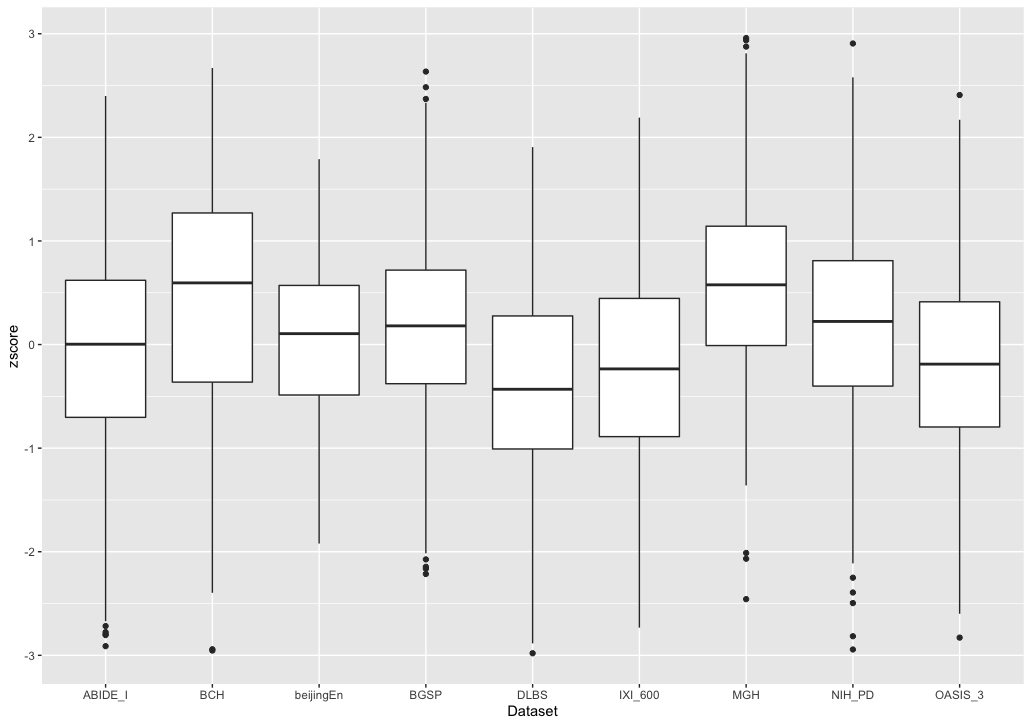 zscore
3
2
1
0
-1
-2
-3
ABIDE_I BCH beijingEn BGSP DLBS IXI_600 MGH NIH_PD OASIS_3
Dataset